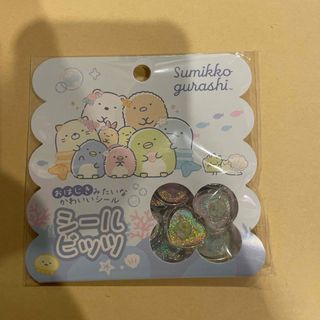 Sumikko
gurashi™
おはじきみたいな
かわいいシール
シール
ビッツ